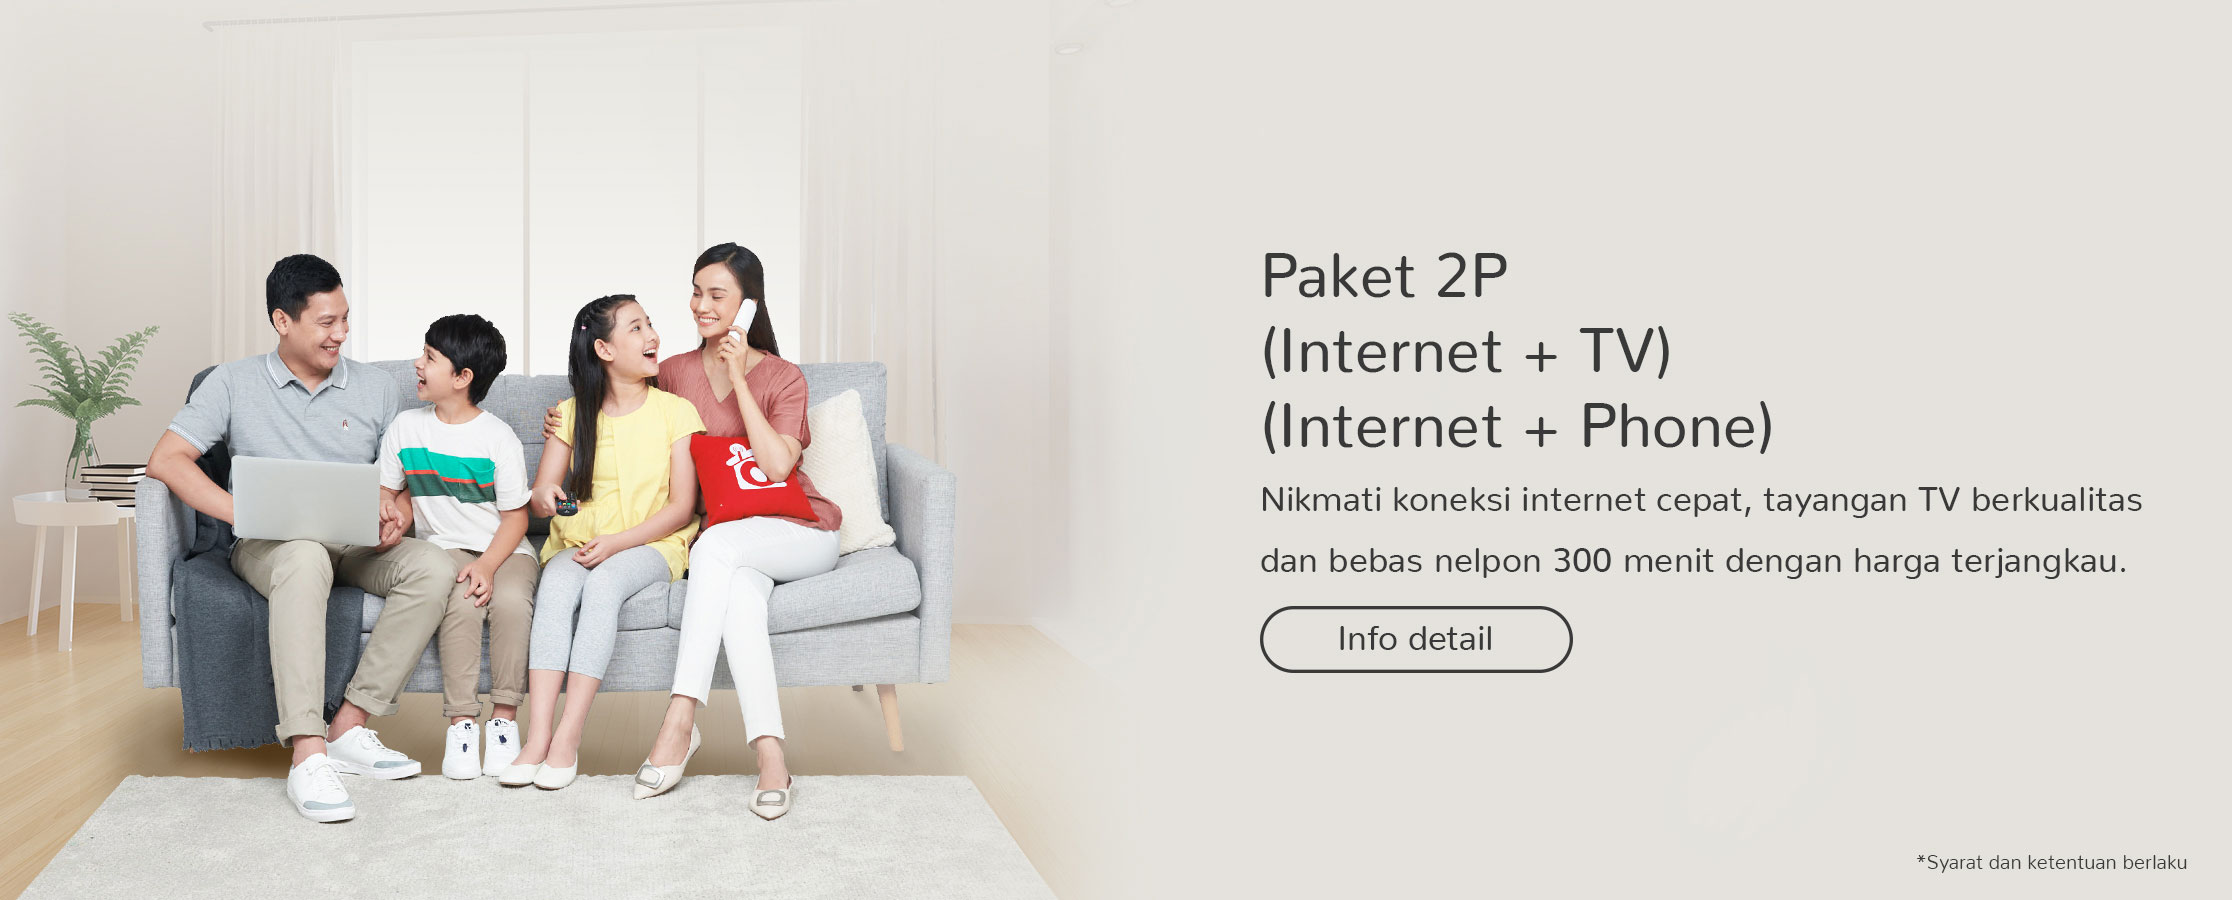 Paket 2P
(Internet + TV)
(Internet + Phone)
Nikmati koneksi internet cepat, tayangan TV berkualitas
dan bebas nelpon 300 menit dengan harga terjangkau.
Info detail
*Syarat dan ketentuan berlaku